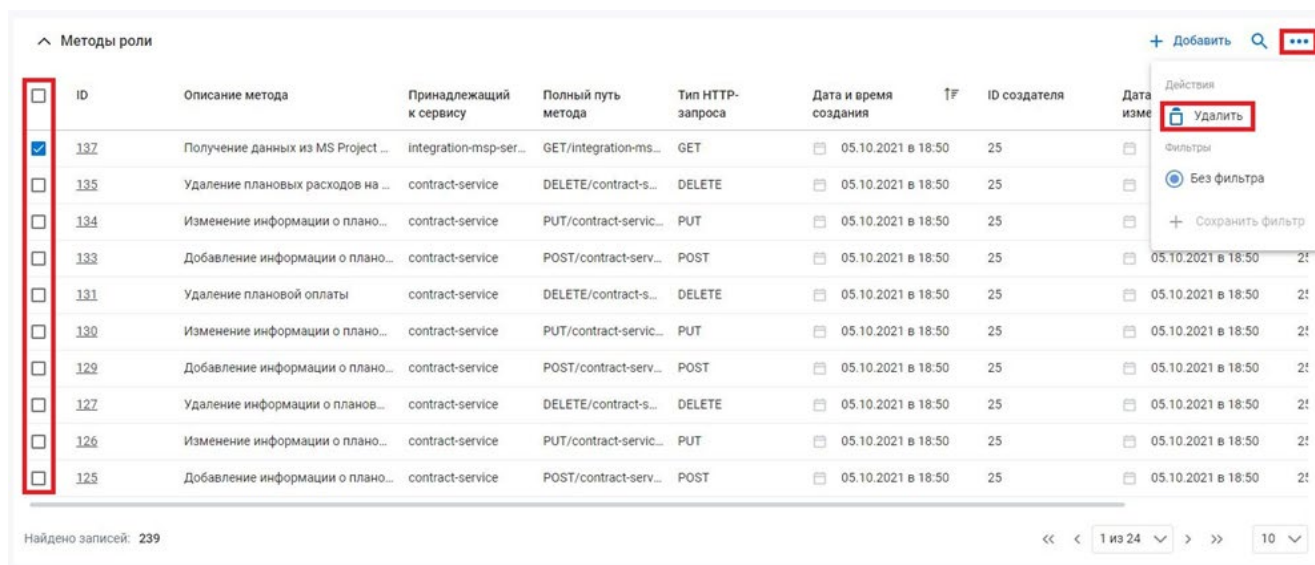 Методы роли
+ Добавить
ID Описание метода Принадлежащий к сервису Полный путь метода Тип HTTP-запроса Дата и время создания ID создателя Дата изме
Действия
Удалить
Фильтры
Без фильтра
+ Сохранить фильтр
137 Получение данных из MS Project ... integration-msp-ser... GET/integration-ms... GET 05.10.2021 в 18:50 25
135 Удаление плановых расходов на ... contract-service DELETE/contract-s... DELETE 05.10.2021 в 18:50 25
134 Изменение информации о плано... contract-service PUT/contract-servic... PUT 05.10.2021 в 18:50 25
133 Добавление информации о плано... contract-service POST/contract-serv... POST 05.10.2021 в 18:50 25 05.10.2021 в 18:50 25
131 Удаление плановой оплаты contract-service DELETE/contract-s... DELETE 05.10.2021 в 18:50 25 05.10.2021 в 18:50 25
130 Изменение информации о плано... contract-service PUT/contract-servic... PUT 05.10.2021 в 18:50 25 05.10.2021 в 18:50 25
129 Добавление информации о плано... contract-service POST/contract-serv... POST 05.10.2021 в 18:50 25 05.10.2021 в 18:50 25
127 Удаление информации о планов... contract-service DELETE/contract-s... DELETE 05.10.2021 в 18:50 25 05.10.2021 в 18:50 25
126 Изменение информации о плано... contract-service PUT/contract-servic... PUT 05.10.2021 в 18:50 25 05.10.2021 в 18:50 25
125 Добавление информации о плано... contract-service POST/contract-serv... POST 05.10.2021 в 18:50 25 05.10.2021 в 18:50 25
Найдено записей: 239
<< < 1 из 24 > >> 10